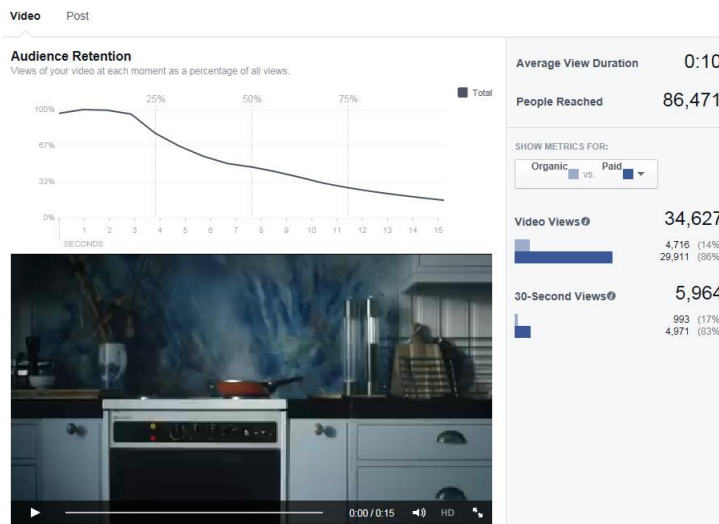 Video Post
Audience Retention
Views of your video at each moment as a percentage of all views.
Total
25% 50% 75%
100%
67%
33%
0%
1 2 3 4 5 6 7 8 9 10 11 12 13 14 15
SECONDS
0:00 / 0:15 HD
Average View Duration 0:10
People Reached 86,471
SHOW METRICS FOR:
Organic vs. Paid
Video Views 34,627
4,716 (14%
29,911 (86%
30-Second Views 5,964
993 (17%
4,971 (83%